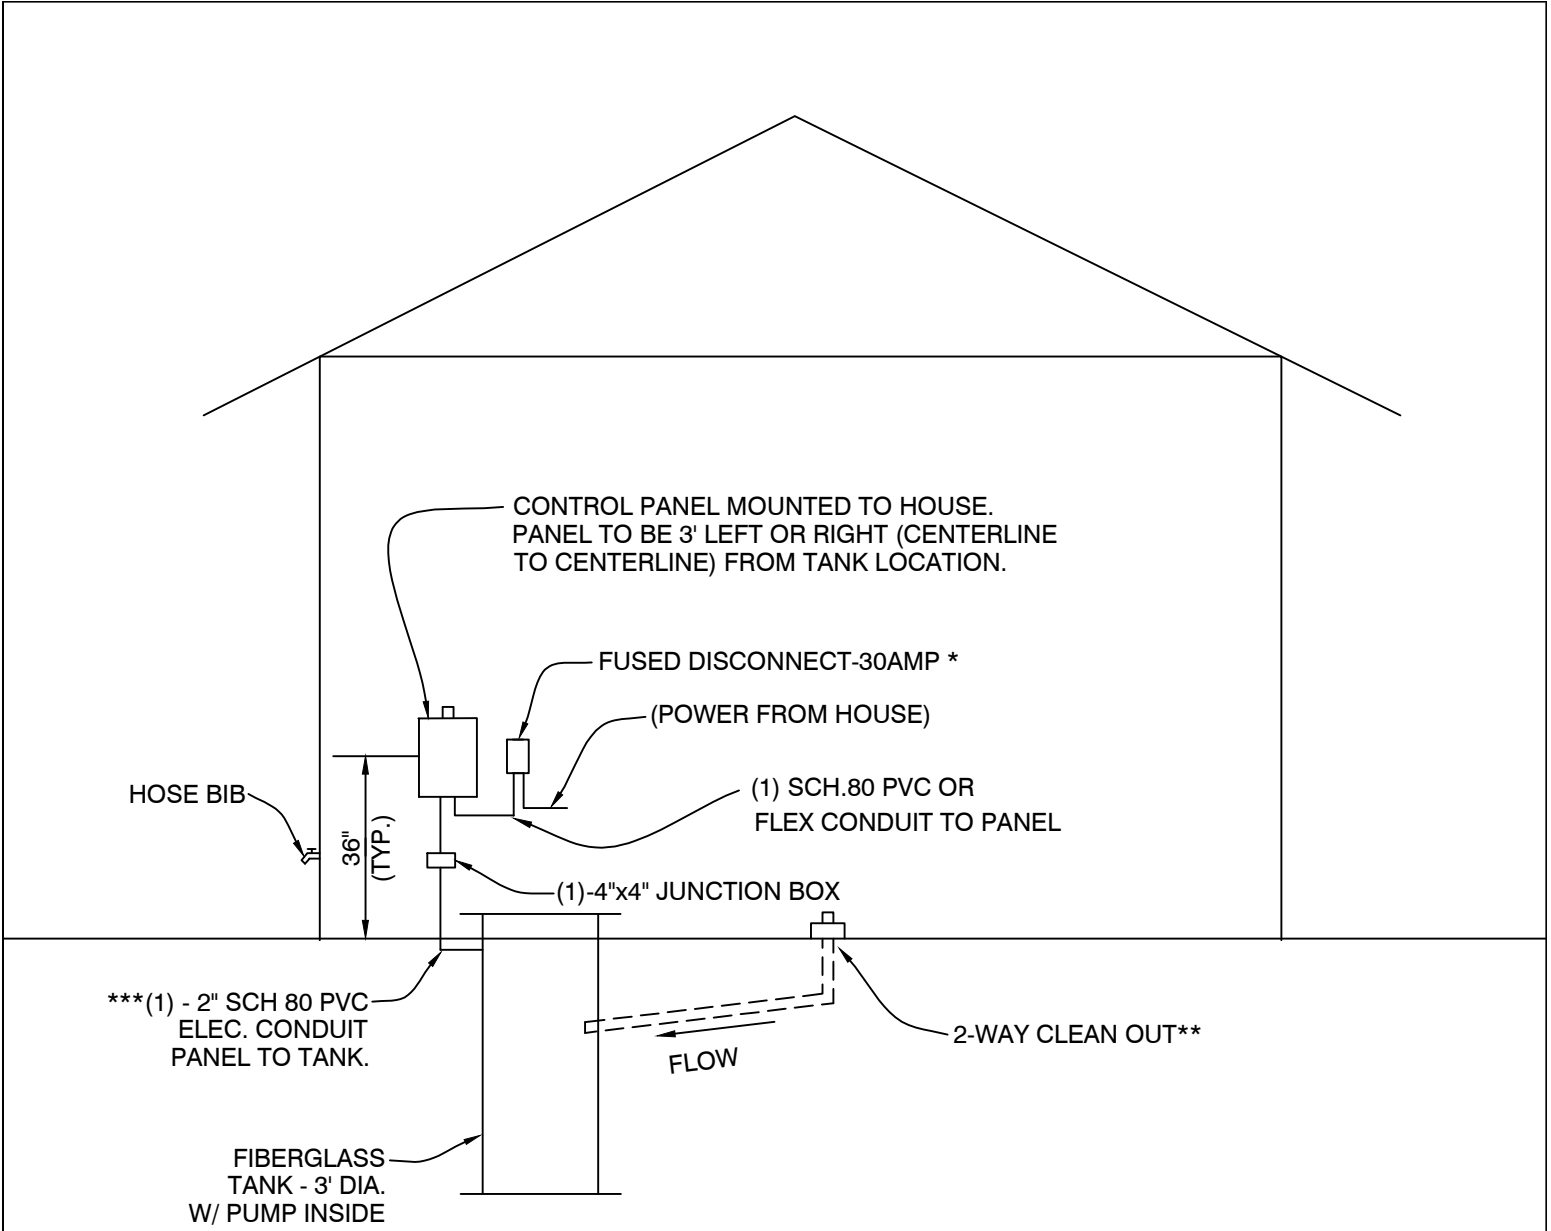 CONTROL PANEL MOUNTED TO HOUSE.
PANEL TO BE 3' LEFT OR RIGHT (CENTERLINE
TO CENTERLINE) FROM TANK LOCATION.
FUSED DISCONNECT-30AMP *
(POWER FROM HOUSE)
(1) SCH.80 PVC OR
FLEX CONDUIT TO PANEL
HOSE BIB
36"
(TYP.)
(1)-4"x4" JUNCTION BOX
***(1) - 2" SCH 80 PVC
ELEC. CONDUIT
PANEL TO TANK.
2-WAY CLEAN OUT**
FLOW
FIBERGLASS
TANK - 3' DIA.
W/ PUMP INSIDE